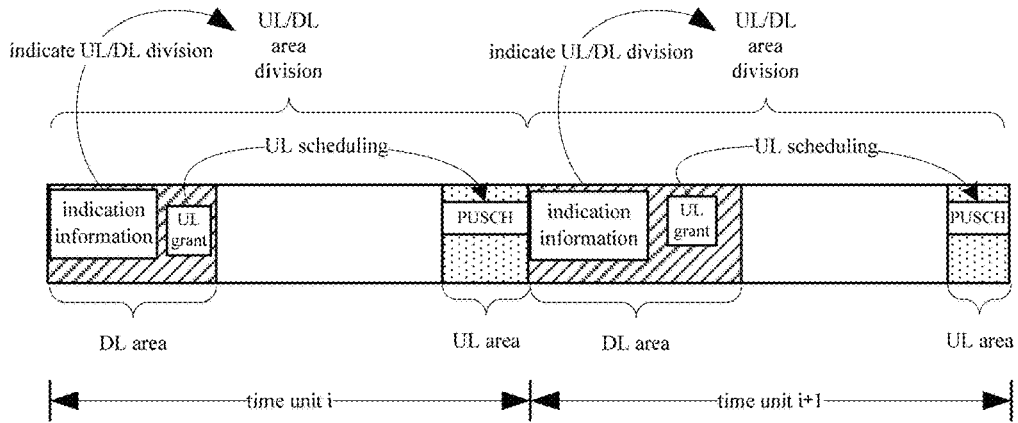 UL/DL
area
division
indicate UL/DL division
UL/DL
area
division
indicate UL/DL division
UL scheduling
UL scheduling
indication
information
UL
grant
PUSCH
indication
information
UL
grant
PUSCH
DL area
UL area
DL area
UL area
time unit i
time unit i+1